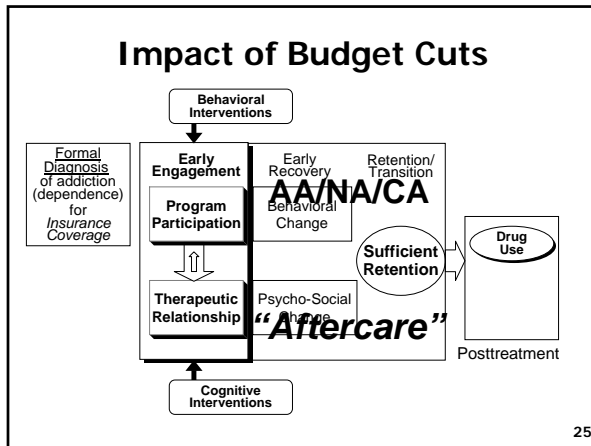 Impact of Budget Cuts
Behavioral
Interventions
Formal
Diagnosis
of addiction
(dependence)
for
Insurance
Coverage
Early
Engagement
Early
Recovery
Retention/
Transition
AA/NA/CA
Program
Participation
Behavioral
Change
Sufficient
Retention
Drug
Use
Therapeutic
Relationship
Psycho-Social
Change
“Aftercare”
Posttreatment
Cognitive
Interventions
25